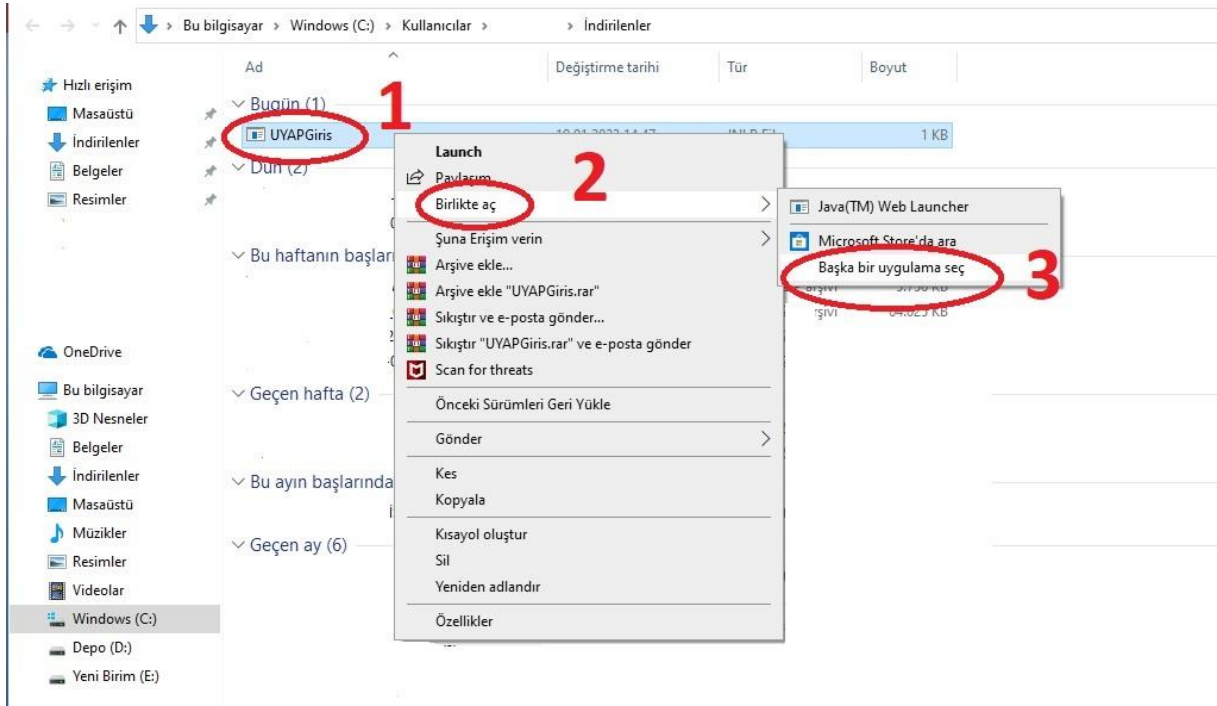 Bu bilgisayar > Windows (C:) > Kullanıcılar > > İndirilenler
Ad Değiştirme tarihi Tür Boyut
Hızlı erişim
Masaüstü
İndirilenler
Belgeler
Resimler
OneDrive
Bu bilgisayar
3D Nesneler
Belgeler
İndirilenler
Masaüstü
Müzikler
Resimler
Videolar
Windows (C:)
Depo (D:)
Yeni Birim (E:)
Bugün (1)
1
UYAPGiris 1 KB
Dün (2)
Bu haftanın başları
Geçen hafta (2)
Bu ayın başlarında
Geçen ay (6)
Launch
2
Paylaşım
Birlikte aç
Şuna Erişim verin
Arşive ekle...
Arşive ekle "UYAPGiris.rar"
Sıkıştır ve e-posta gönder...
Sıkıştır "UYAPGiris.rar" ve e-posta gönder
Scan for threats
Önceki Sürümleri Geri Yükle
Gönder
Kes
Kopyala
Kısayol oluştur
Sil
Yeniden adlandır
Özellikler
Java(TM) Web Launcher
Microsoft Store'da ara
Başka bir uygulama seç
3